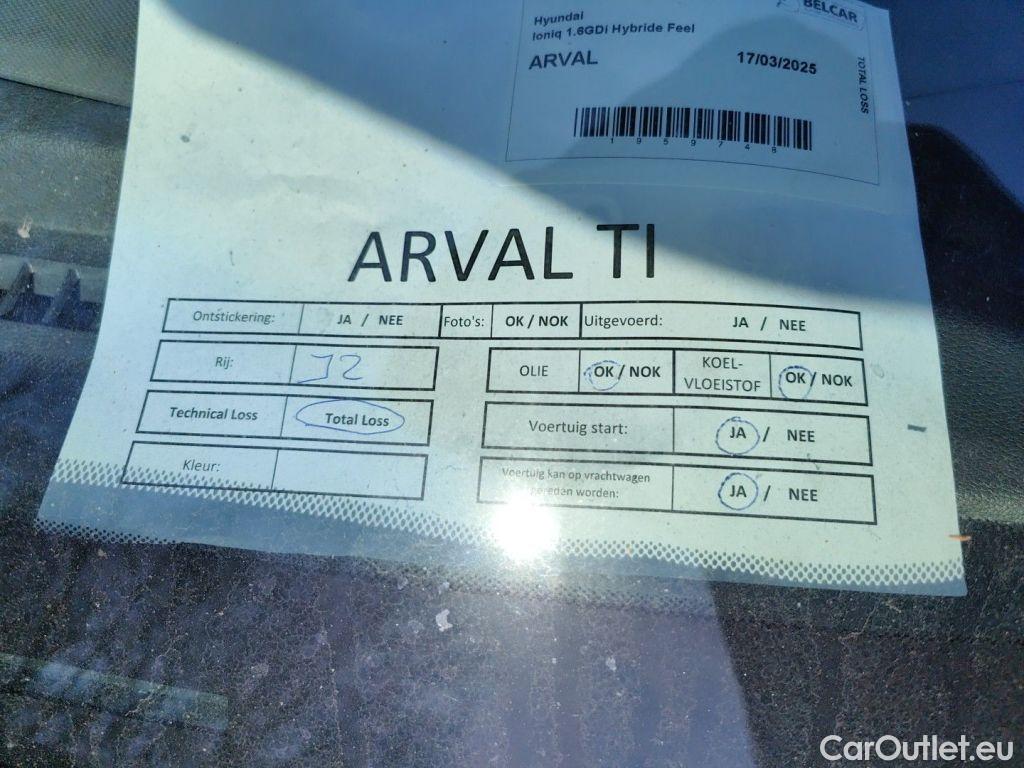 BELCAR
Hyundai
Ioniq 1.6GDi Hybride Feel
ARVAL
17/03/2025
TOTAL LOSS
1959748
ARVAL TI
Ontstickering: JA / NEE Foto's: OK / NOK Uitgevoerd: JA / NEE
Rij: J2
OLIE OK / NOK KOEL-VLOEISTOF OK / NOK
Technical Loss Total Loss
Voertuig start: JA / NEE
Kleur:
Voertuig kan op vrachtwagen
gereden worden: JA / NEE
CarOutlet.eu